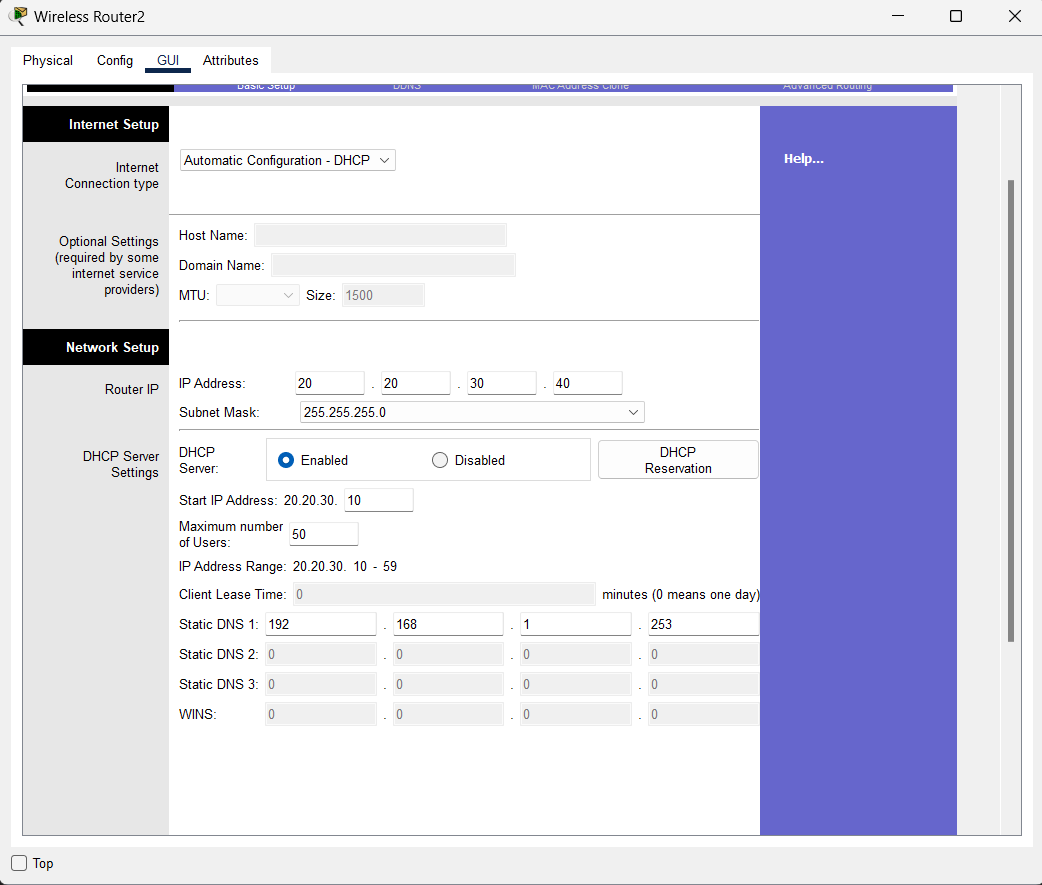 Wireless Router2
Physical Config GUI Attributes
Basic Setup DDNS MAC Address Clone Advanced Routing
Internet Setup
Internet
Connection type
Automatic Configuration - DHCP
Help...
Optional Settings
(required by some
internet service
providers)
Host Name:
Domain Name:
MTU: Size: 1500
Network Setup
Router IP
IP Address: 20 . 20 . 30 . 40
Subnet Mask: 255.255.255.0
DHCP Server
Settings
DHCP
Server:
Enabled Disabled
DHCP
Reservation
Start IP Address: 20.20.30. 10
Maximum number
of Users:
50
IP Address Range: 20.20.30. 10 - 59
Client Lease Time: 0 minutes (0 means one day)
Static DNS 1: 192 . 168 . 1 . 253
Static DNS 2: 0 . 0 . 0 . 0
Static DNS 3: 0 . 0 . 0 . 0
WINS: 0 . 0 . 0 . 0
Top